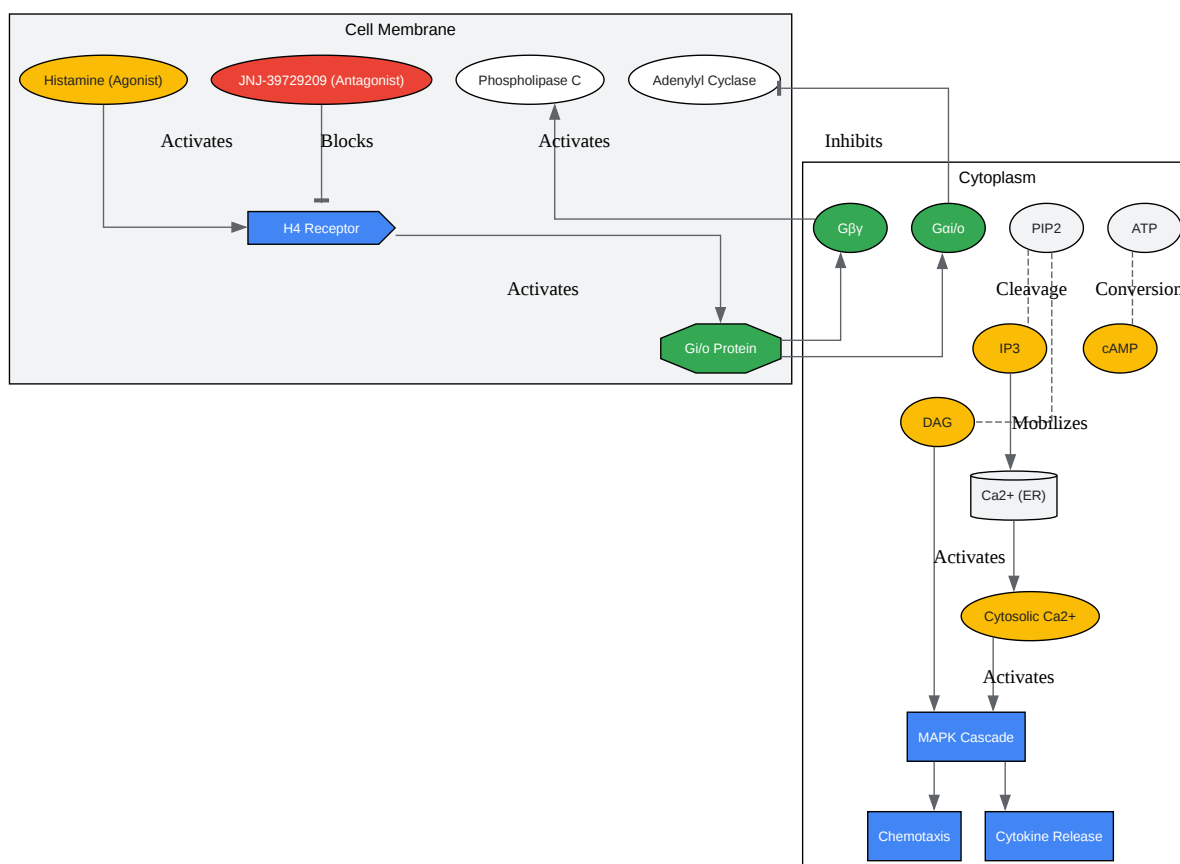 Cell Membrane
Histamine (Agonist)
JNJ-39729209 (Antagonist)
Phospholipase C
Adenylyl Cyclase
Activates
Blocks
Activates
Inhibits
Cytoplasm
H4 Receptor
Gβγ
Gαi/o
PIP2
ATP
Activates
Cleavage
Conversion
Gi/o Protein
IP3
cAMP
DAG
Mobilizes
Ca2+ (ER)
Activates
Cytosolic Ca2+
Activates
MAPK Cascade
Chemotaxis
Cytokine Release